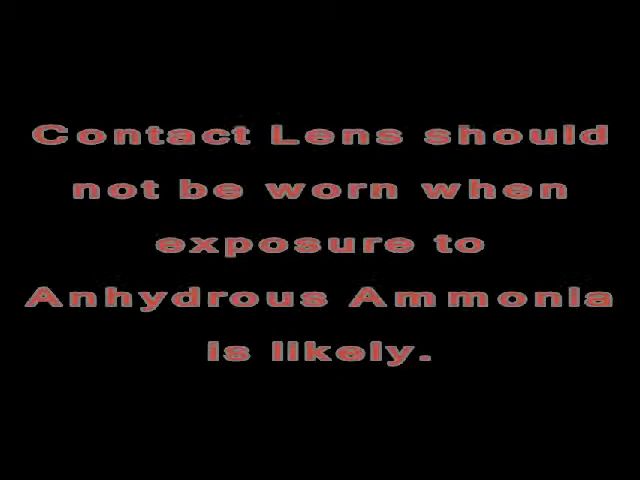 Contact Lens should
not be worn when
exposure to
Anhydrous Ammonia
is likely.